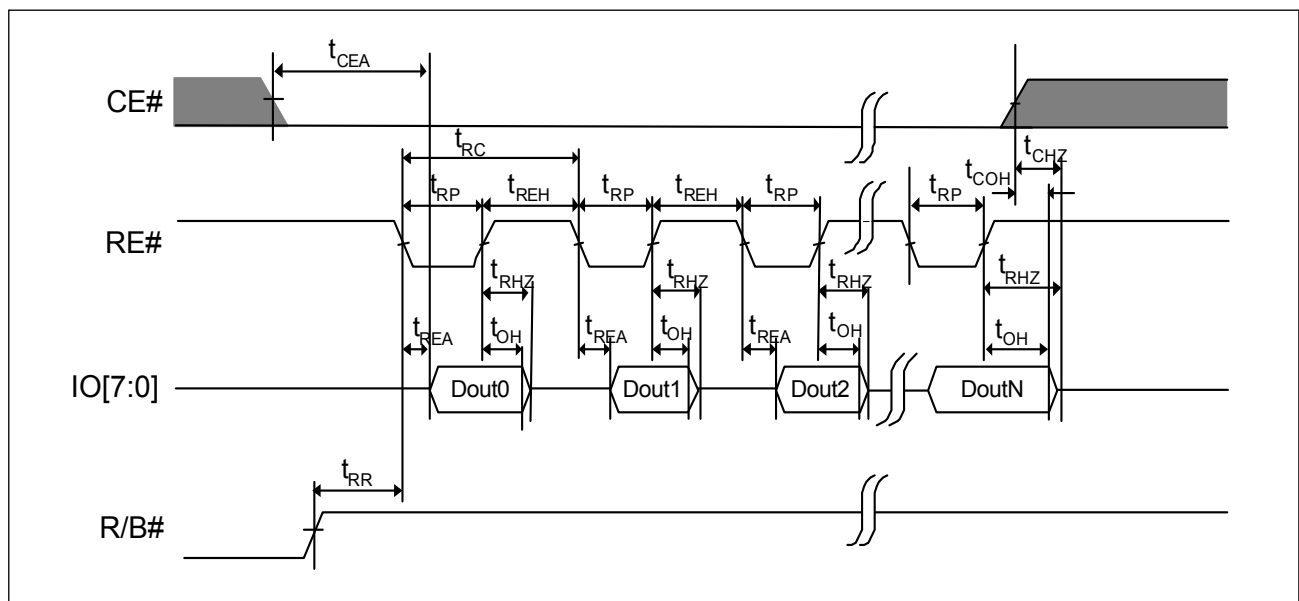 tCEA
CE#
tRC
tCHZ
tCOH
tRP tREH tRP tREH tRP tRP
RE#
tRHZ tRHZ tRHZ tRHZ
tREA tOH tREA tOH tREA tOH tOH
IO[7:0] Dout0 Dout1 Dout2 DoutN
tRR
R/B#